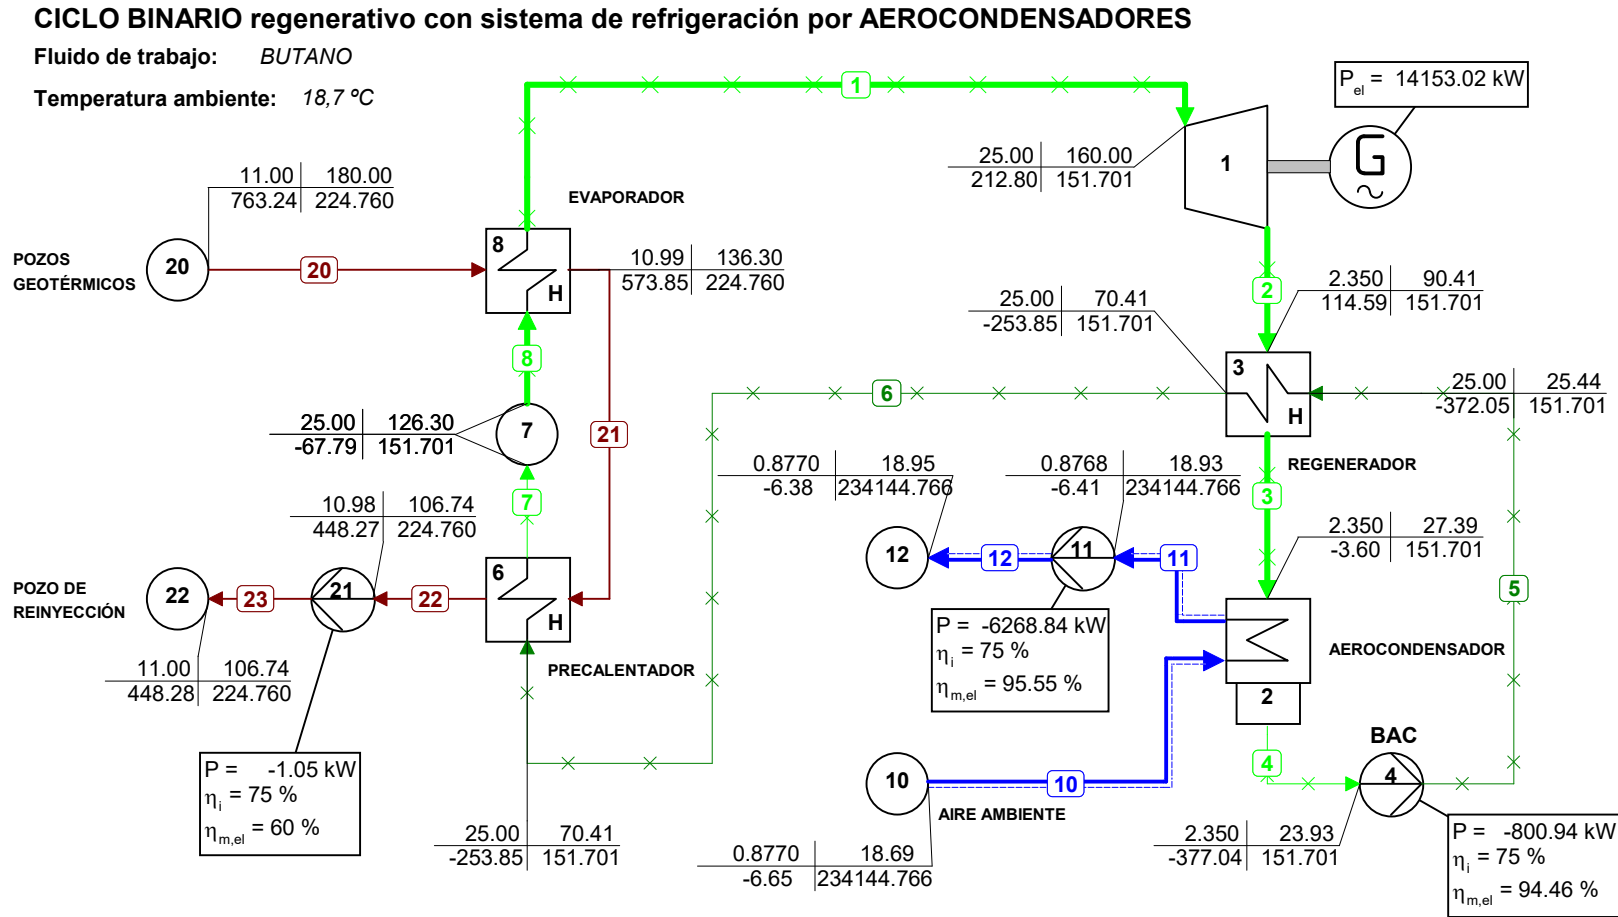 CICLO BINARIO regenerativo con sistema de refrigeración por AEROCONDENSADORES
Fluido de trabajo: BUTANO
Temperatura ambiente: 18,7 ºC
1
P el = 14153.02 kW
G
25.00 160.00
212.80 151.701
1
11.00 180.00
763.24 224.760
EVAPORADOR
POZOS
GEOTÉRMICOS
20
20
8
H
10.99 136.30
573.85 224.760
2
2.350 90.41
114.59 151.701
25.00 70.41
-253.85 151.701
8
3
H
6
25.00 25.44
-372.05 151.701
25.00 126.30
-67.79 151.701
7
21
REGENERADOR
0.8770 18.95
-6.38 234144.766
0.8768 18.93
-6.41 234144.766
3
7
10.98 106.74
448.27 224.760
2.350 27.39
-3.60 151.701
12
12
11
11
POZO DE
REINYECCIÓN
22
23
21
22
6
H
5
P = -6268.84 kW
ηi = 75 %
ηm,el = 95.55 %
AEROCONDENSADOR
PRECALENTADOR
11.00 106.74
448.28 224.760
2
BAC
P = -1.05 kW
ηi = 75 %
ηm,el = 60 %
4
4
10
10
AIRE AMBIENTE
25.00 70.41
-253.85 151.701
0.8770 18.69
-6.65 234144.766
2.350 23.93
-377.04 151.701
P = -800.94 kW
ηi = 75 %
ηm,el = 94.46 %